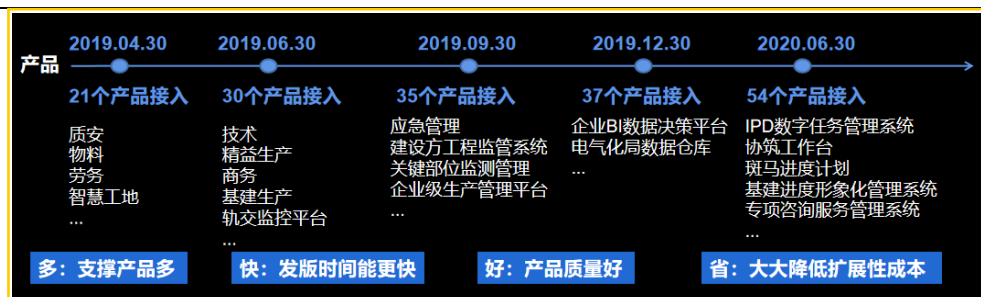 2019.04.30 2019.06.30 2019.09.30 2019.12.30 2020.06.30
产品
21个产品接入 30个产品接入 35个产品接入 37个产品接入 54个产品接入
质安
物料
劳务
智慧工地
...
技术
精益生产
商务
基建生产
轨交监控平台
...
应急管理
建设方工程监管系统
关键部位监测管理
企业级生产管理平台
...
企业BI数据决策平台
电气化局数据仓库
...
IPD数字任务管理系统
协筑工作台
斑马进度计划
基建进度形象化管理系统
专项咨询服务管理系统
...
多：支撑产品多 快：发版时间能更快 好：产品质量好 省：大大降低扩展性成本